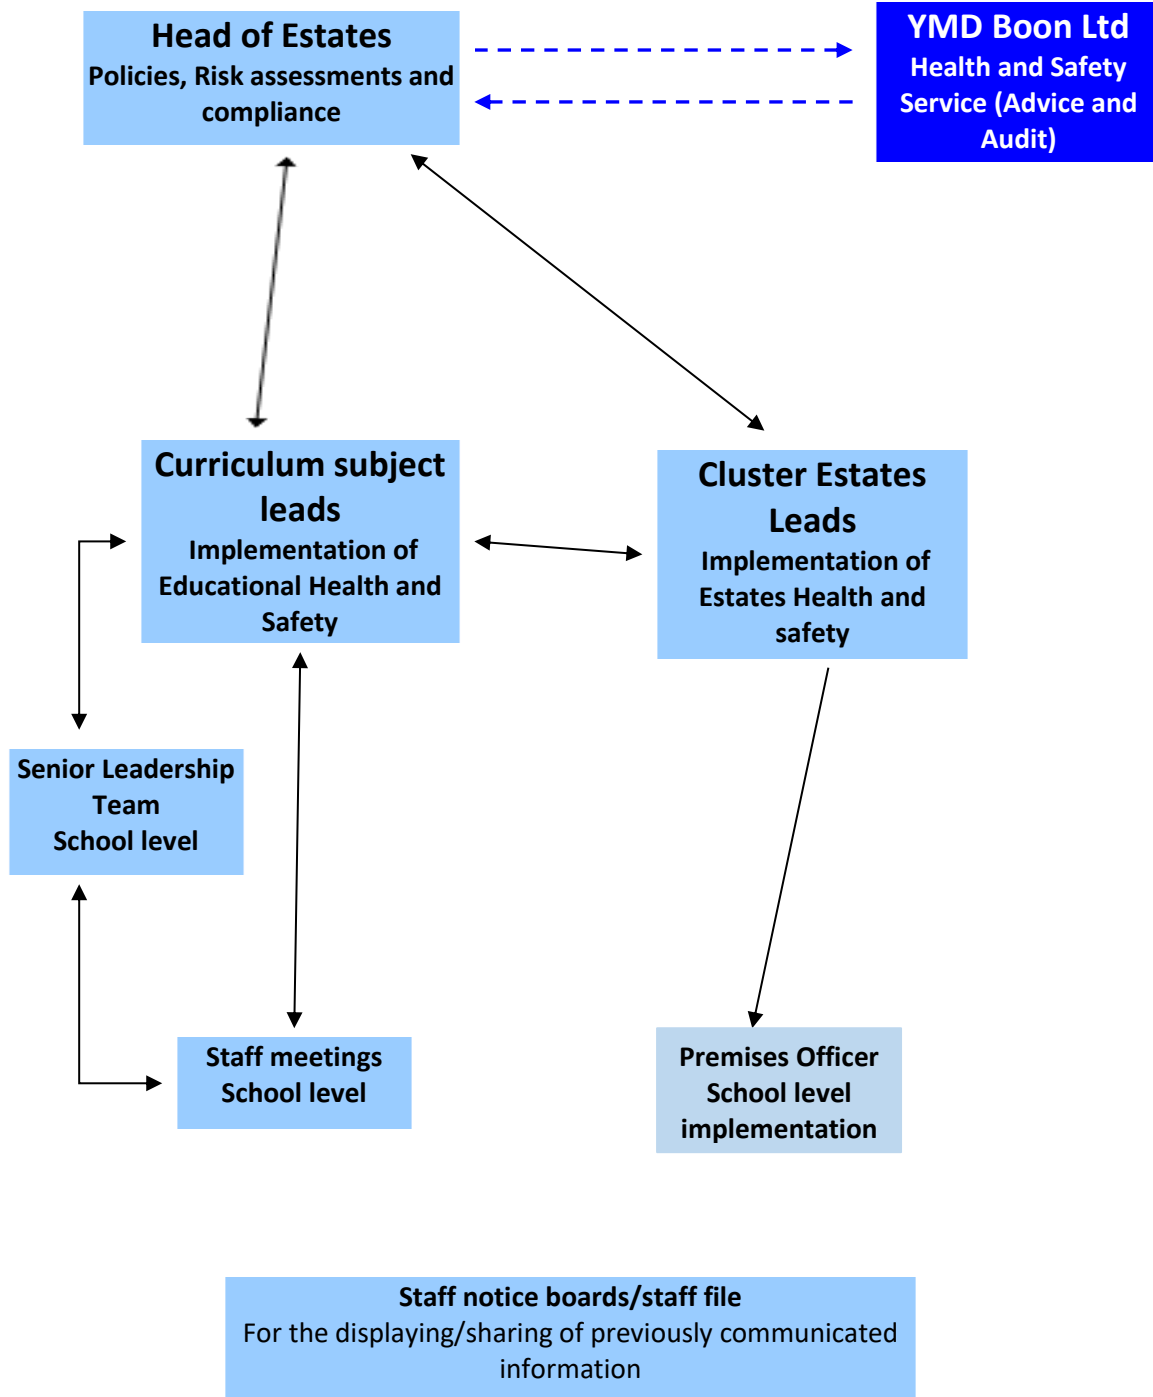 Head of Estates
Policies, Risk assessments and
compliance
YMD Boon Ltd
Health and Safety
Service (Advice and
Audit)
Curriculum subject
leads
Implementation of
Educational Health and
Safety
Cluster Estates
Leads
Implementation of
Estates Health and
safety
Senior Leadership
Team
School level
Staff meetings
School level
Premises Officer
School level
implementation
Staff notice boards/staff file
For the displaying/sharing of previously communicated
information